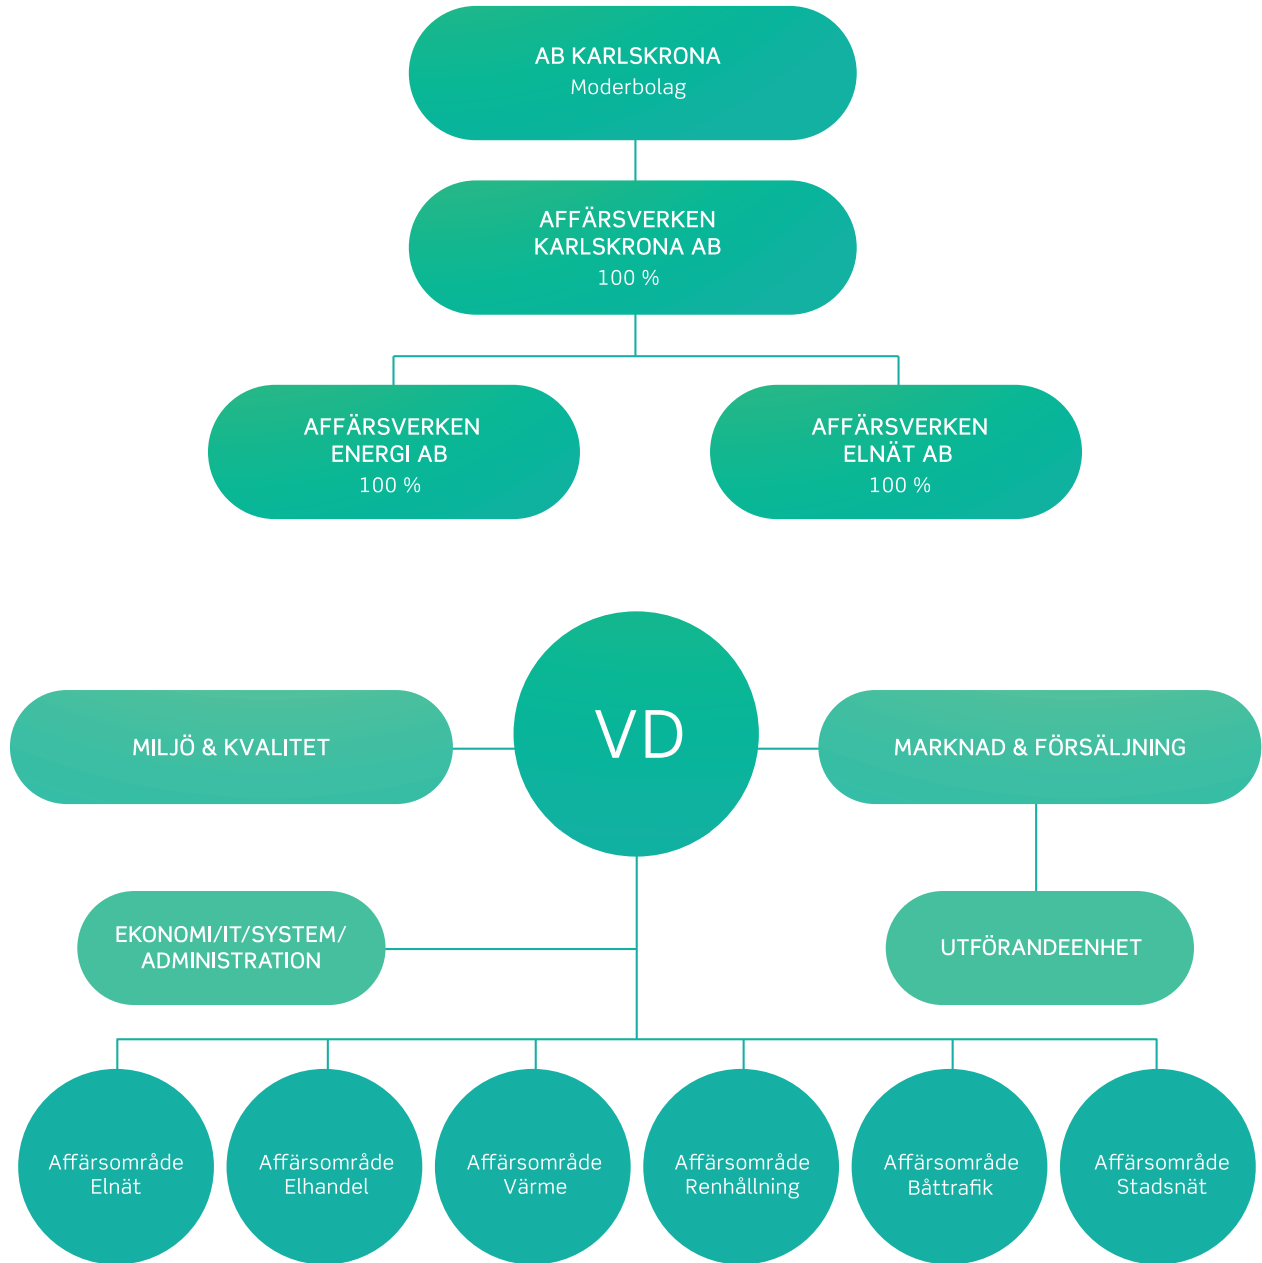 AB KARLSKRONA
Moderbolag
AFFÄRSVERKEN
KARLSKRONA AB
100 %
AFFÄRSVERKEN
ENERGI AB
100 %
AFFÄRSVERKEN
ELNÄT AB
100 %
MILJÖ & KVALITET
VD
MARKNAD & FÖRSÄLJNING
EKONOMI/IT/SYSTEM/
ADMINISTRATION
UTFÖRANDEENHET
Affärsområde
Elnät
Affärsområde
Elhandel
Affärsområde
Värme
Affärsområde
Renhållning
Affärsområde
Båttrafik
Affärsområde
Stadsnät